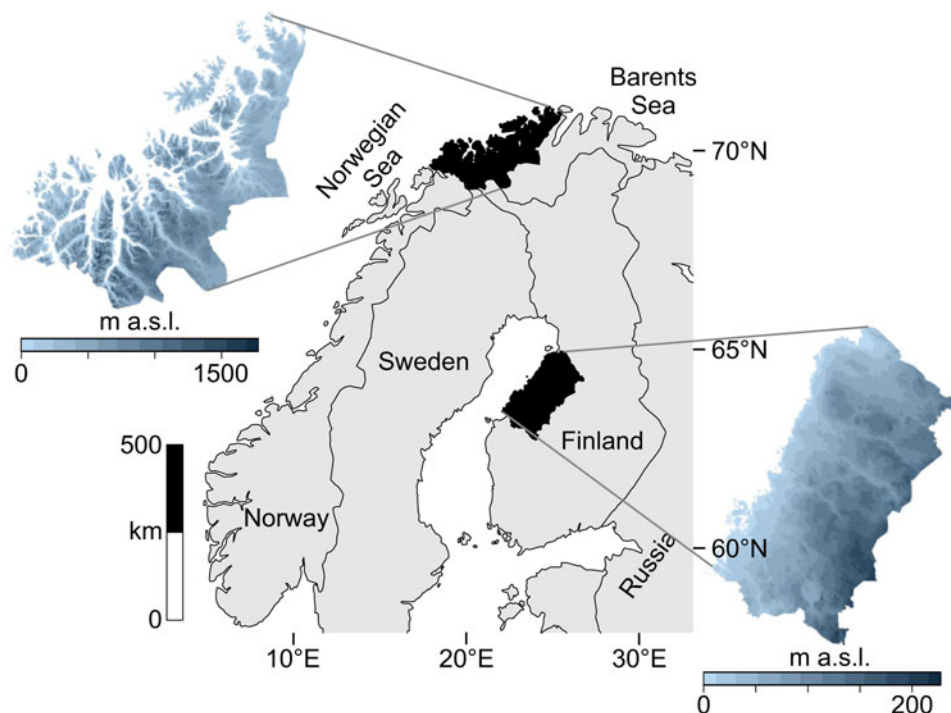 Barents
Sea
Norwegian
Sea
70°N
m a.s.l.
0 1500
Sweden
65°N
500
km
0
Finland
Norway
60°N
Russia
10°E 20°E 30°E
m a.s.l.
0 200